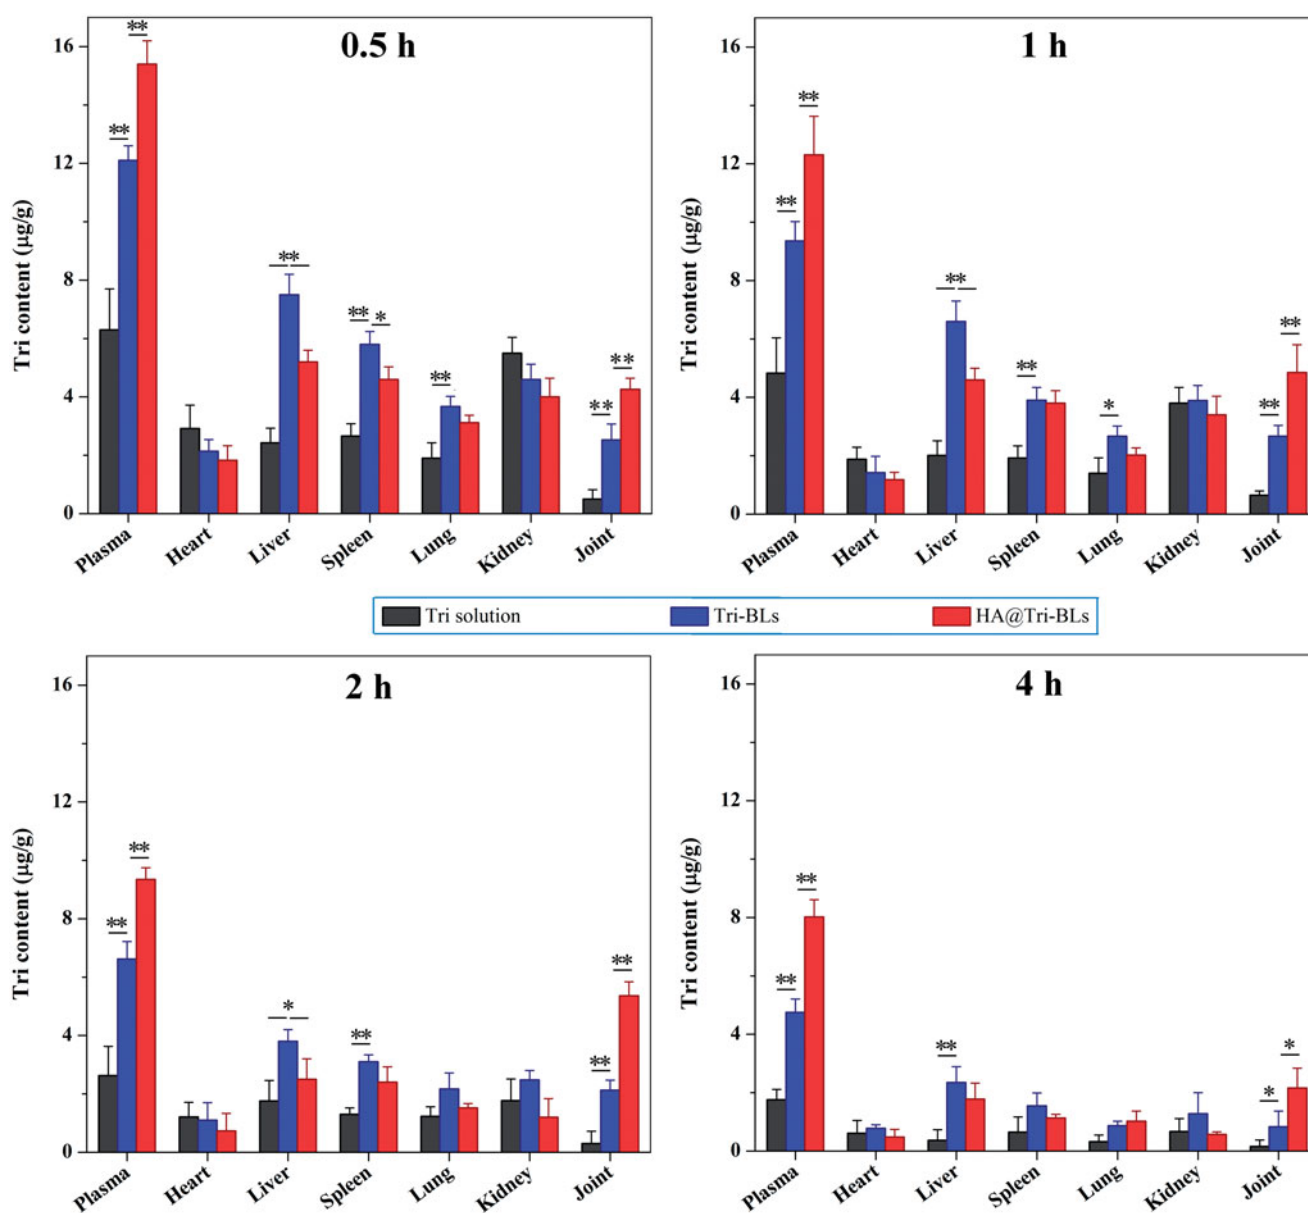 0.5 h
Tri content (μg/g)
16
12
8
4
0
** **
**
** *
**
** **
Plasma Heart Liver Spleen Lung Kidney Joint
1 h
Tri content (μg/g)
16
12
8
4
0
** **
**
**
*
** **
Plasma Heart Liver Spleen Lung Kidney Joint
Tri solution Tri-BLs HA@Tri-BLs
2 h
Tri content (μg/g)
16
12
8
4
0
** **
*
**
** **
Plasma Heart Liver Spleen Lung Kidney Joint
4 h
Tri content (μg/g)
16
12
8
4
0
** **
**
* *
Plasma Heart Liver Spleen Lung Kidney Joint